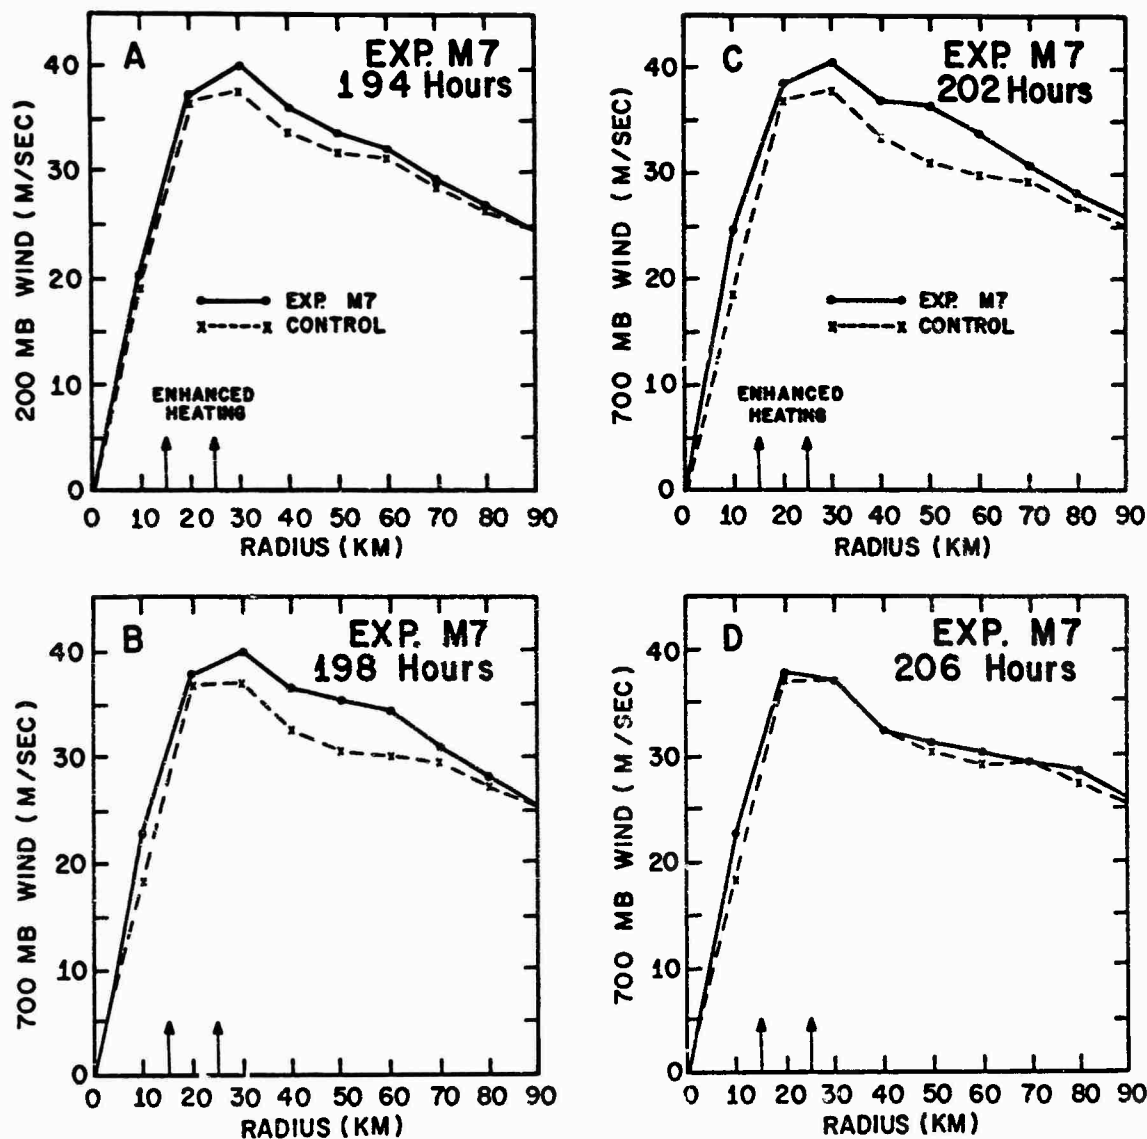 A
EXP. M7
194 Hours
200 MB WIND (M/SEC)
40
30
20
10
0
EXP. M7
CONTROL
ENHANCED
HEATING
0 10 20 30 40 50 60 70 80 90
RADIUS (KM)
C
EXP. M7
202 Hours
700 MB WIND (M/SEC)
40
30
20
10
0
EXP. M7
CONTROL
ENHANCED
HEATING
0 10 20 30 40 50 60 70 80 90
RADIUS (KM)
B
EXP. M7
198 Hours
700 MB WIND (M/SEC)
40
30
20
10
0
0 10 20 30 40 50 60 70 80 90
RADIUS (KM)
D
EXP. M7
206 Hours
700 MB WIND (M/SEC)
40
30
20
10
0
0 10 20 30 40 50 60 70 80 90
RADIUS (KM)